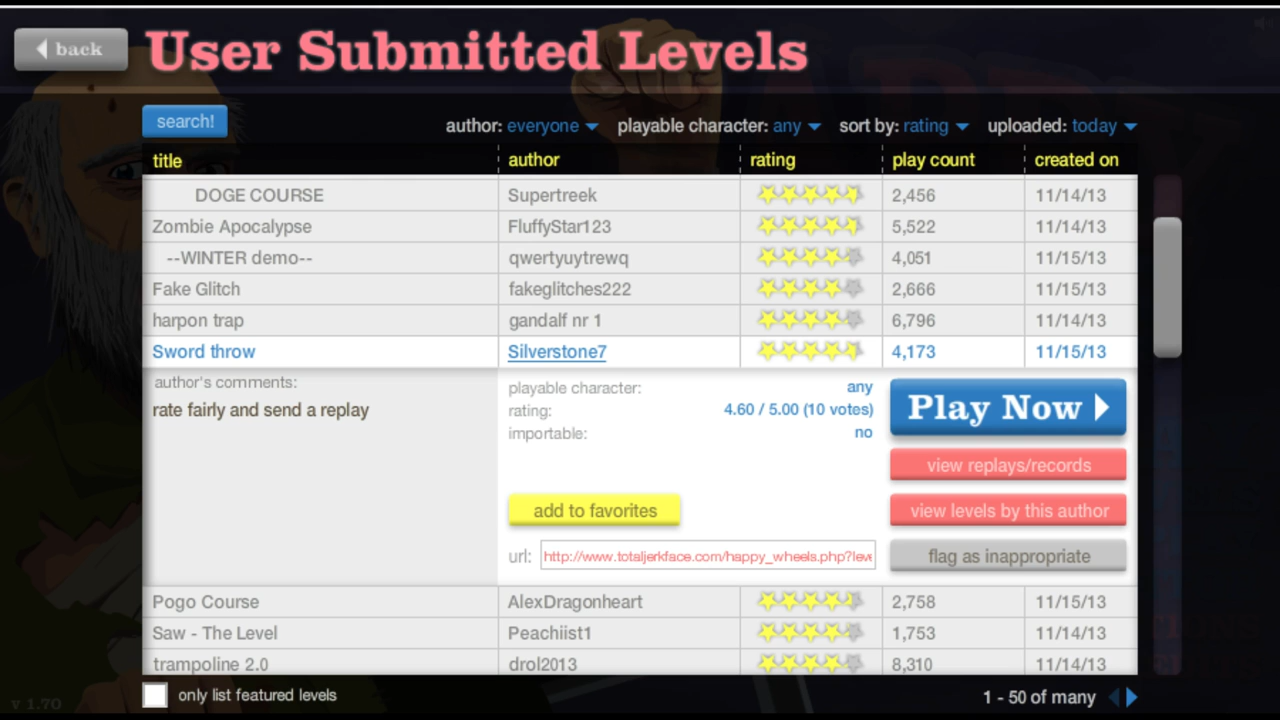 back
User Submitted Levels
search!
author: everyone playable character: any sort by: rating uploaded: today
title author rating play count created on
DOGE COURSE Supertreek 2,456 11/14/13
Zombie Apocalypse FluffyStar123 5,522 11/14/13
--WINTER demo-- qwertyuytrewq 4,051 11/15/13
Fake Glitch fakeglitches222 2,666 11/15/13
harpon trap gandalf nr 1 6,796 11/14/13
Sword throw Silverstone7 4,173 11/15/13
author's comments:
rate fairly and send a replay
playable character: any
rating: 4.60 / 5.00 (10 votes)
importable: no
Play Now
view replays/records
add to favorites
view levels by this author
url: http://www.totaljerkface.com/happy_wheels.php?leve
flag as inappropriate
Pogo Course AlexDragonheart 2,758 11/15/13
Saw - The Level Peachiist1 1,753 11/14/13
trampoline 2.0 drol2013 8,310 11/14/13
only list featured levels
1 - 50 of many
v 1.70